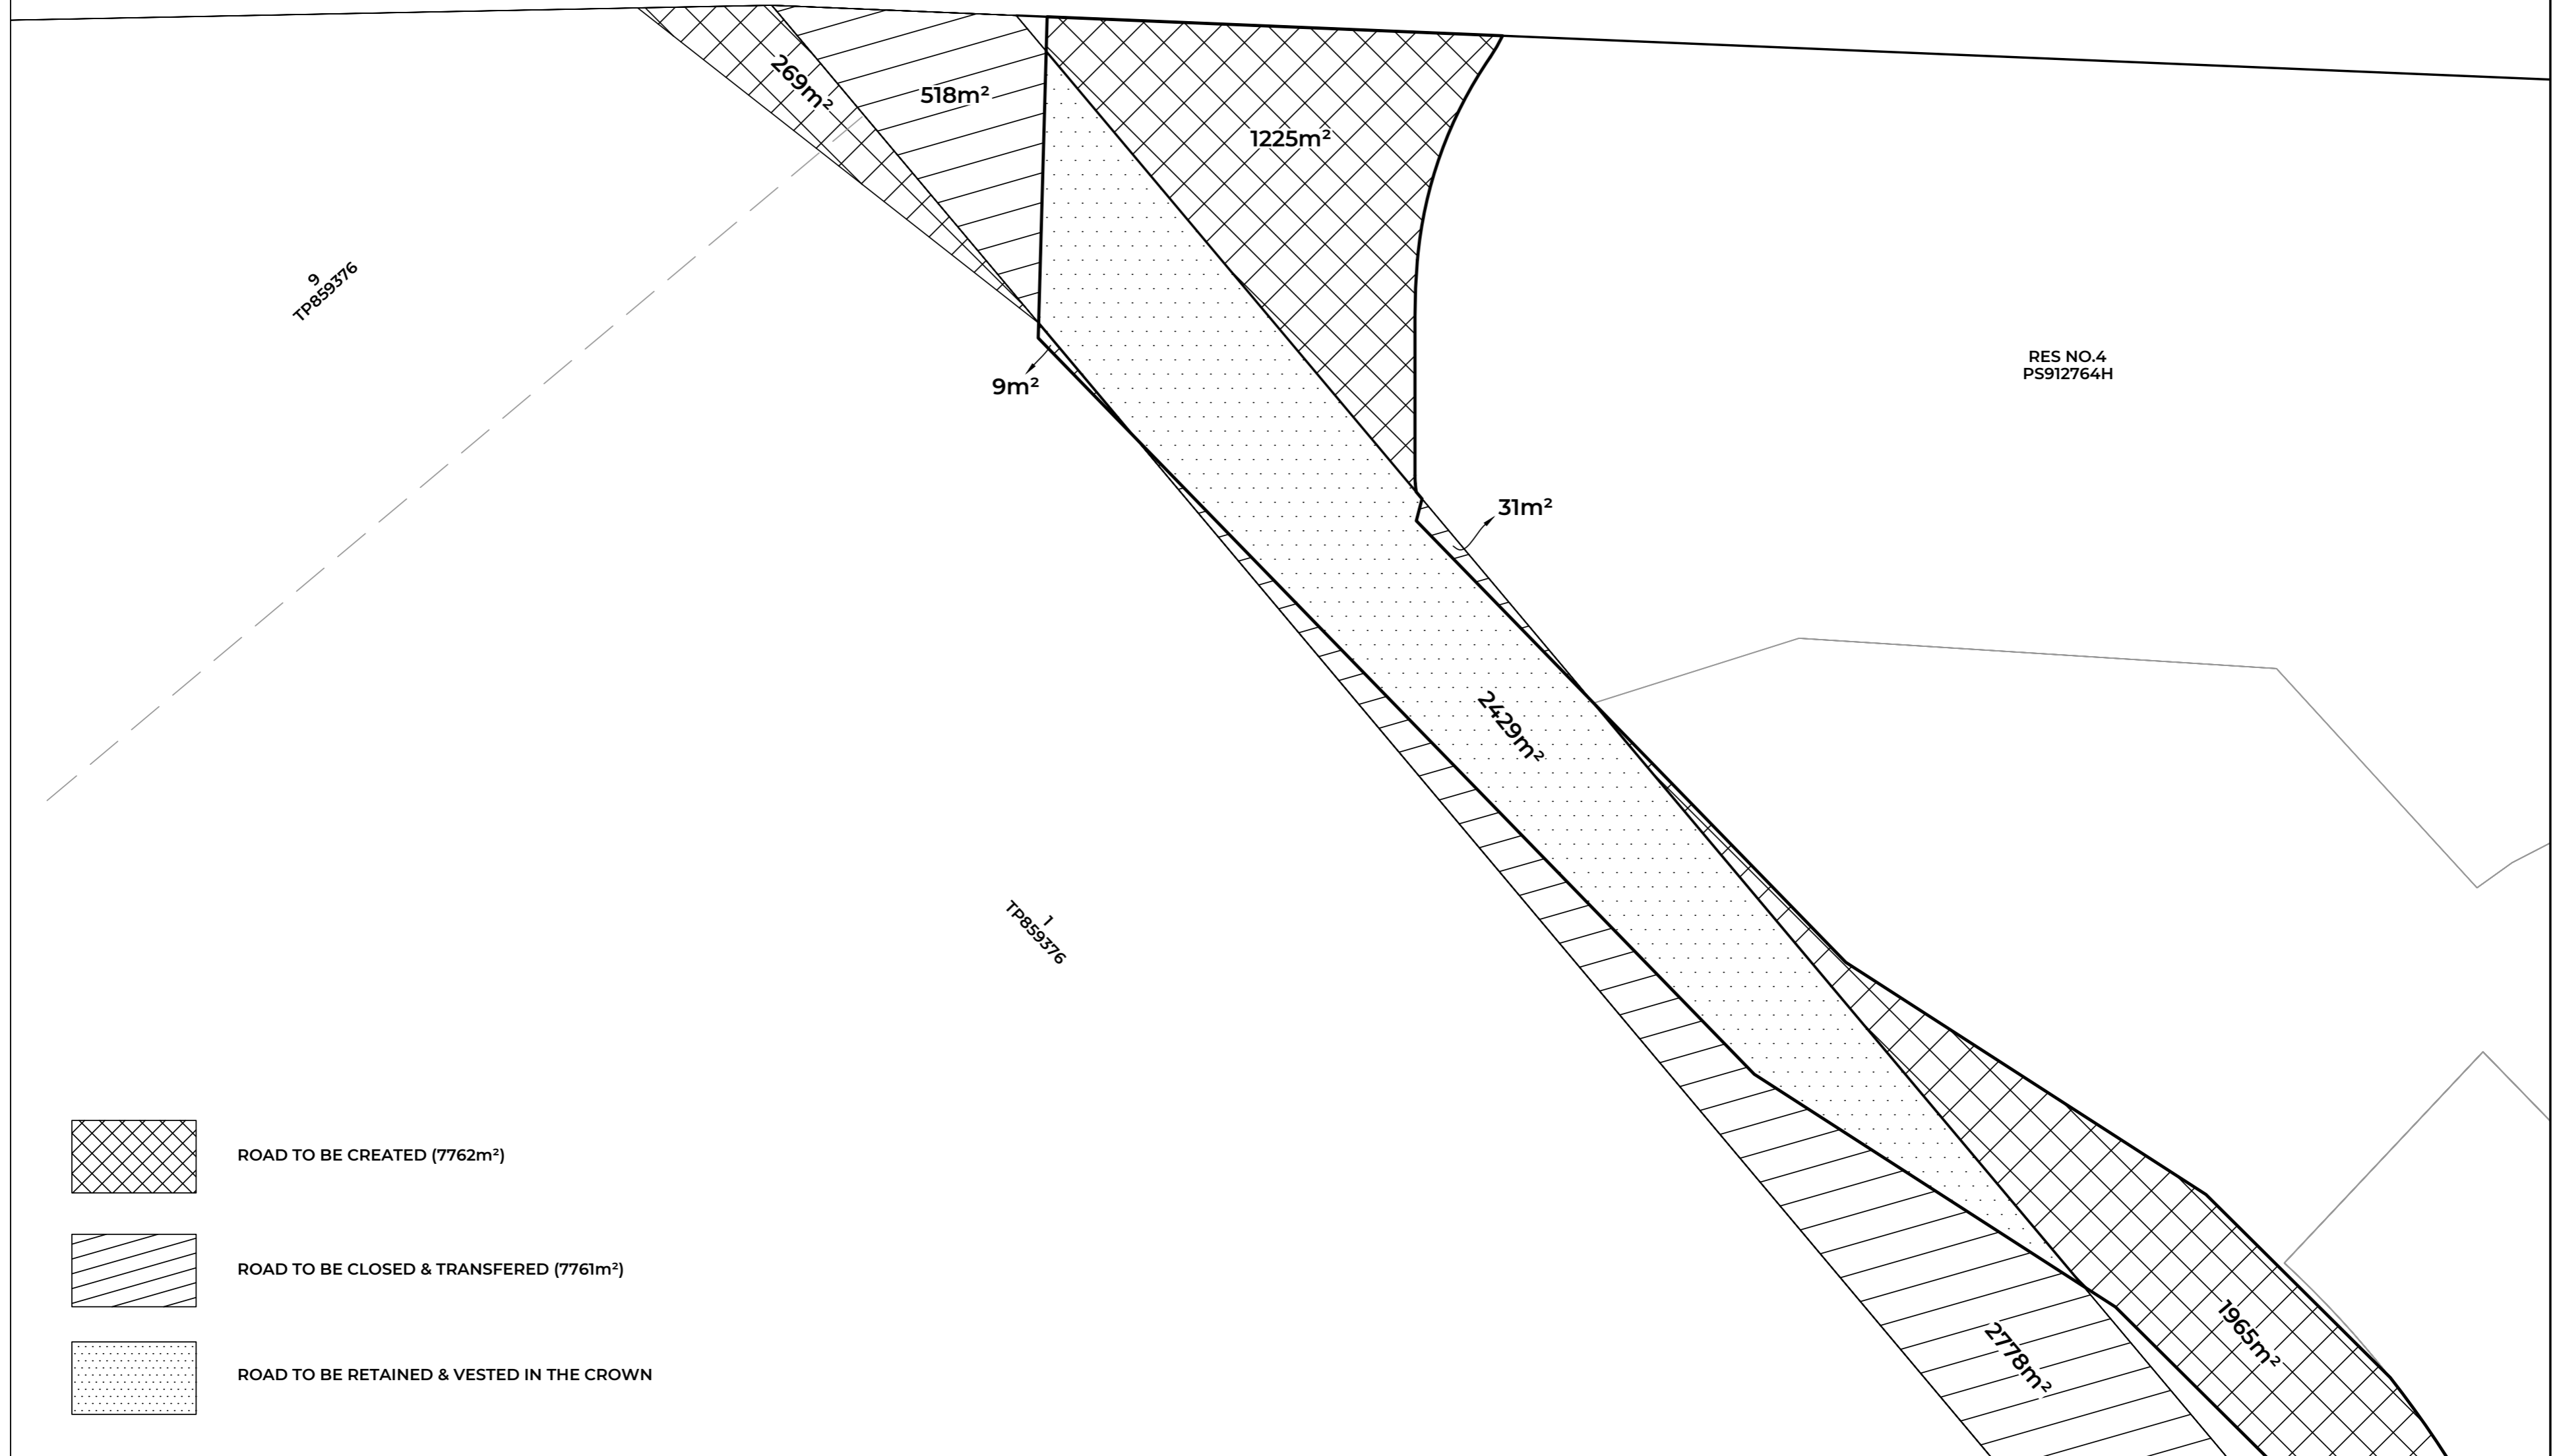 269m²
518m²
1225m²
9
TP859376
9m²
RES NO.4
PS912764H
31m²
2429m²
1
TP859376
ROAD TO BE CREATED (7762m²)
ROAD TO BE CLOSED & TRANSFERED (7761m²)
1965m²
2778m²
ROAD TO BE RETAINED & VESTED IN THE CROWN